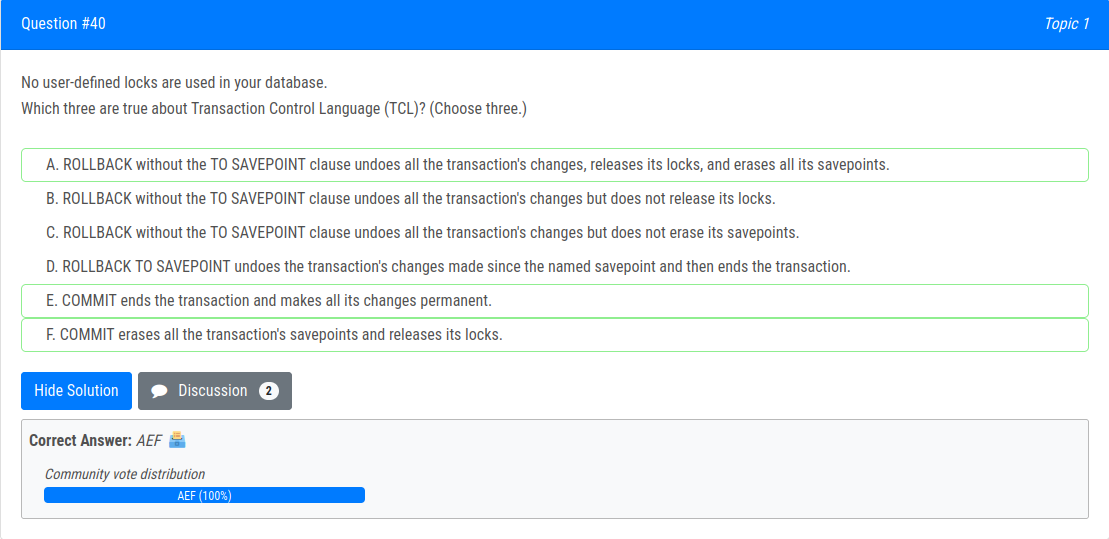 Question #40 Topic 1
No user-defined locks are used in your database.
Which three are true about Transaction Control Language (TCL)? (Choose three.)
A. ROLLBACK without the TO SAVEPOINT clause undoes all the transaction's changes, releases its locks, and erases all its savepoints.
B. ROLLBACK without the TO SAVEPOINT clause undoes all the transaction's changes but does not release its locks.
C. ROLLBACK without the TO SAVEPOINT clause undoes all the transaction's changes but does not erase its savepoints.
D. ROLLBACK TO SAVEPOINT undoes the transaction's changes made since the named savepoint and then ends the transaction.
E. COMMIT ends the transaction and makes all its changes permanent.
F. COMMIT erases all the transaction's savepoints and releases its locks.
Hide Solution Discussion 2
Correct Answer: AEF
Community vote distribution
AEF (100%)